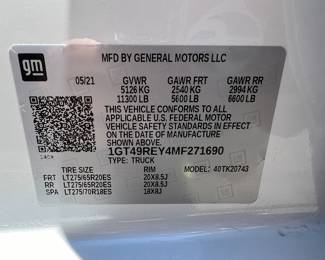 gm
MFD BY GENERAL MOTORS LLC
05/21 GVWR GAWR FRT GAWR RR
5126 KG 2540 KG 2994 KG
11300 LB 5600 LB 6600 LB
THIS VEHICLE CONFORMS TO ALL
APPLICABLE U.S. FEDERAL MOTOR
VEHICLE SAFETY STANDARDS IN EFFECT
ON THE DATE OF MANUFACTURE
SHOWN ABOVE.
1GT49REY4MF271690
TYPE: TRUCK
TIRE SIZE RIM MODEL: 40TK20743
FRT LT275/65R20ES 20X8.5J
RR LT275/65R20ES 20X8.5J
SPA LT275/70R18ES 18X8J